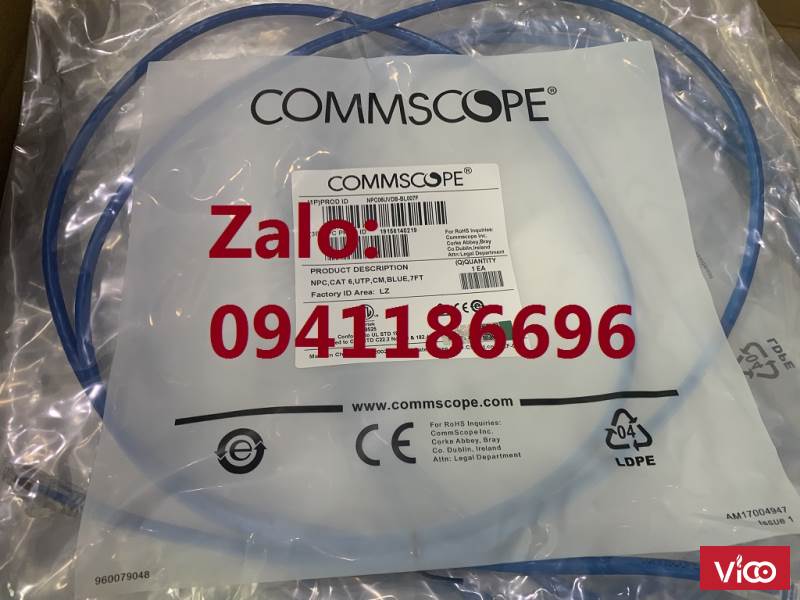 COMMSCOPE®
COMMSCOPE®
(1P)PROD ID NPC06UVDB-BL007F
19156140219
For RoHS Inquiries:
Commscope Inc.
Corke Abbey,Bray
Co.Dublin,Ireland
Attn:Legal Department
PRODUCT DESCRIPTION
(Q)QUANTITY
1 EA
NPC,CAT 6,UTP,CM,BLUE,7FT
Factory ID Area: LZ
Zalo:
0941186696
www.commscope.com
For RoHS Inquiries:
CommScope Inc.
Corke Abbey, Bray
Co. Dublin, Ireland
Attn: Legal Department
CE
04
LDPE
04
LDPE
AM17004947
Issue 1
960079048
VICO